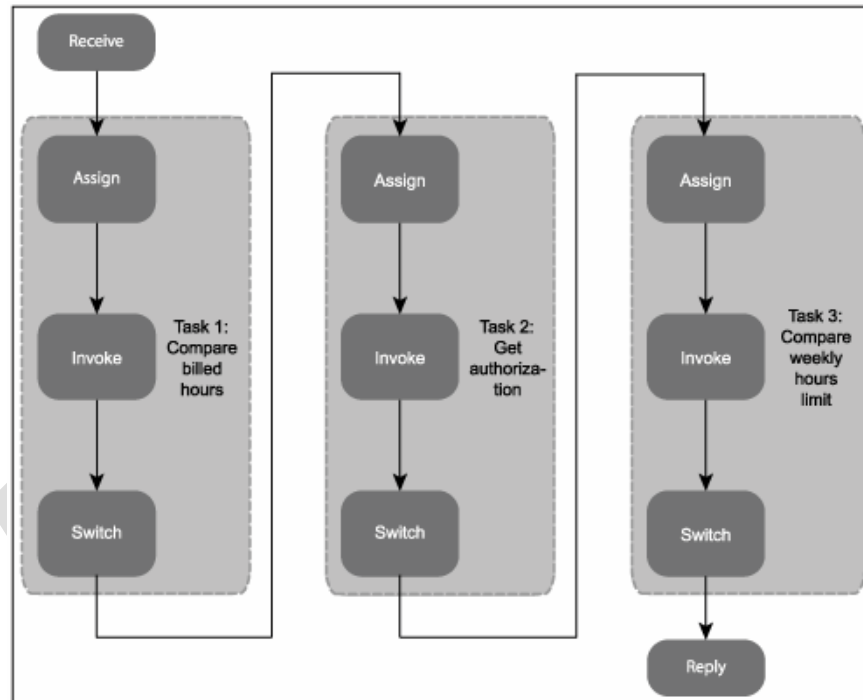 Receive
Assign
Invoke
Task 1:
Compare
billed
hours
Switch
Assign
Invoke
Task 2:
Get
authoriza-
tion
Switch
Assign
Invoke
Task 3:
Compare
weekly
hours
limit
Switch
Reply